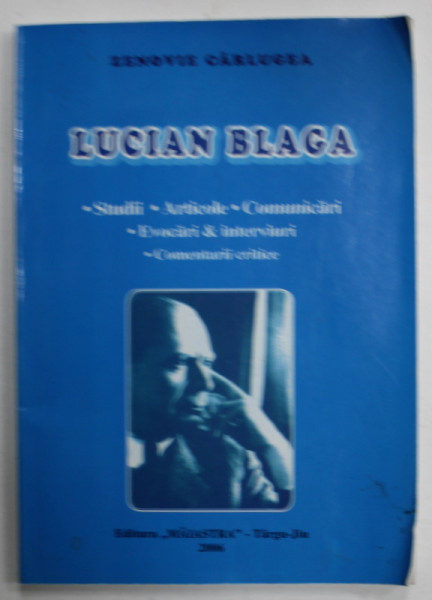 ZENOVIE CÂRLUGEA
LUCIAN BLAGA
~Studii ~Articole ~Comunicări
~Evocări & interviuri
~Comentarii critice
Editura „MĂIASTRA” - Târgu-Jiu
2006